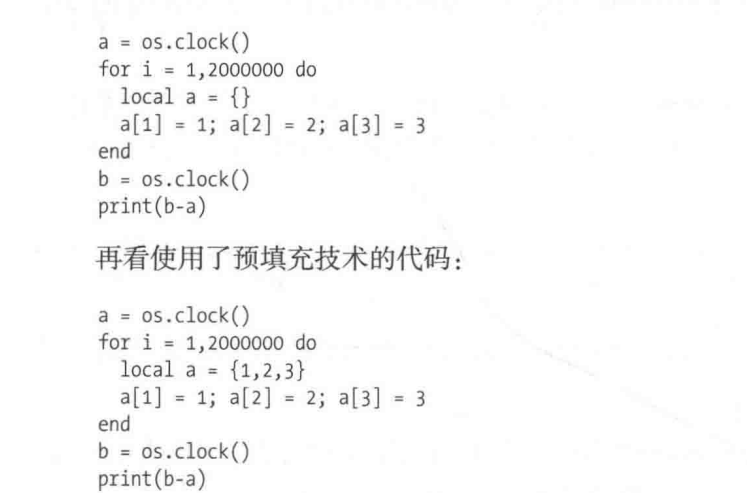 a = os.clock()
for i = 1,2000000 do
  local a = {}
  a[1] = 1; a[2] = 2; a[3] = 3
end
b = os.clock()
print(b-a)
再看使用了预填充技术的代码：
a = os.clock()
for i = 1,2000000 do
  local a = {1,2,3}
  a[1] = 1; a[2] = 2; a[3] = 3
end
b = os.clock()
print(b-a)